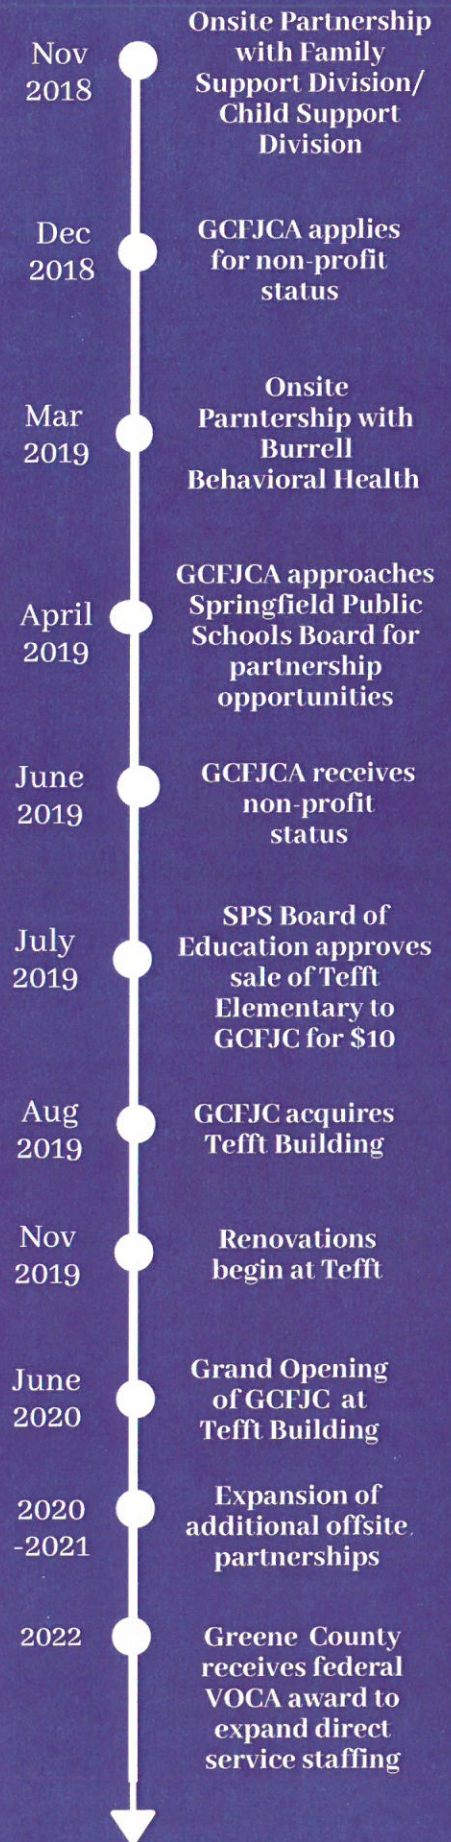 Nov
2018
Onsite Partnership
with Family
Support Division/
Child Support
Division
Dec
2018
GCFJCA applies
for non-profit
status
Mar
2019
Onsite
Parntership with
Burrell
Behavioral Health
April
2019
GCFJCA approaches
Springfield Public
Schools Board for
partnership
opportunities
June
2019
GCFJCA receives
non-profit
status
July
2019
SPS Board of
Education approves
sale of Tefft
Elementary to
GCFJC for $10
Aug
2019
GCFJC acquires
Tefft Building
Nov
2019
Renovations
begin at Tefft
June
2020
Grand Opening
of GCFJC at
Tefft Building
2020
-2021
Expansion of
additional offsite
partnerships
2022
Greene County
receives federal
VOCA award to
expand direct
service staffing